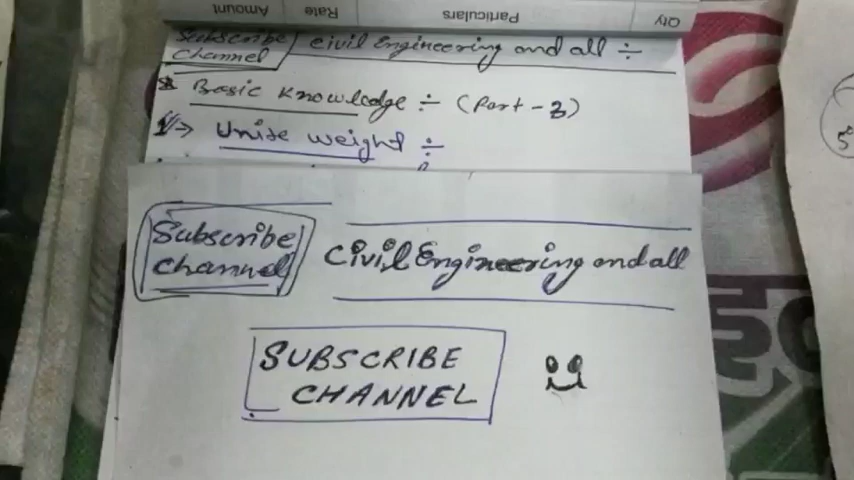 Qty Particulars Rate Amount
Subscribe Channel civil Engineering and all ÷
Basic Knowledge ÷ (Part - 3)
1/→ Unite weight ÷
Subscribe
channel
Civil Engineering and all
SUBSCRIBE
CHANNEL